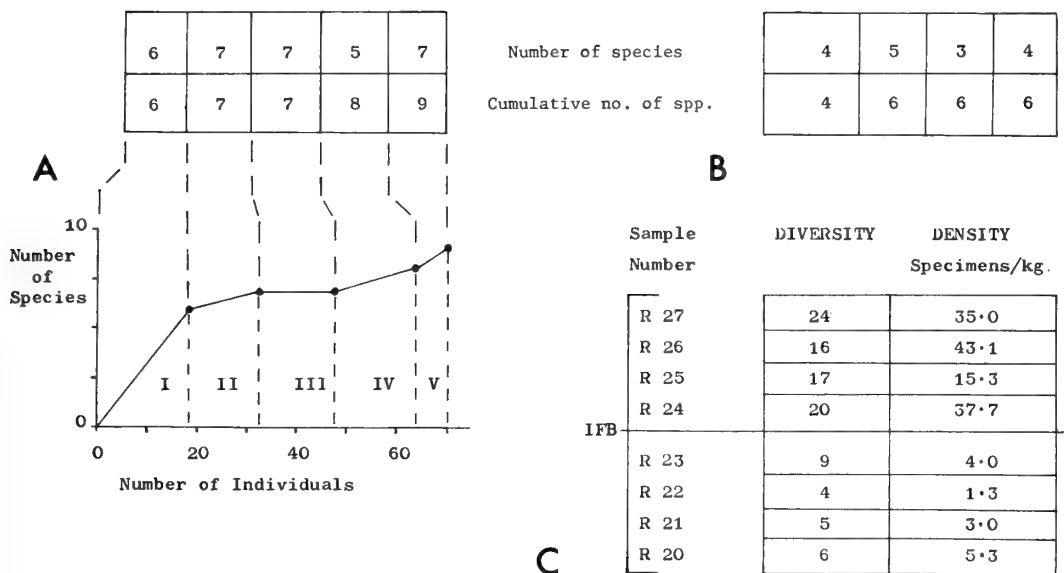 6 7 7 5 7
Number of species
4 5 3 4
6 7 7 8 9
Cumulative no. of spp.
4 6 6 6
A
B
10
Number
of
Species
I II III IV V
0
0 20 40 60
Number of Individuals
Sample
Number
DIVERSITY
DENSITY
Specimens/kg.
R 27 24 35·0
R 26 16 43·1
R 25 17 15·3
R 24 20 37·7
IFB
R 23 9 4·0
R 22 4 1·3
R 21 5 3·0
R 20 6 5·3
C